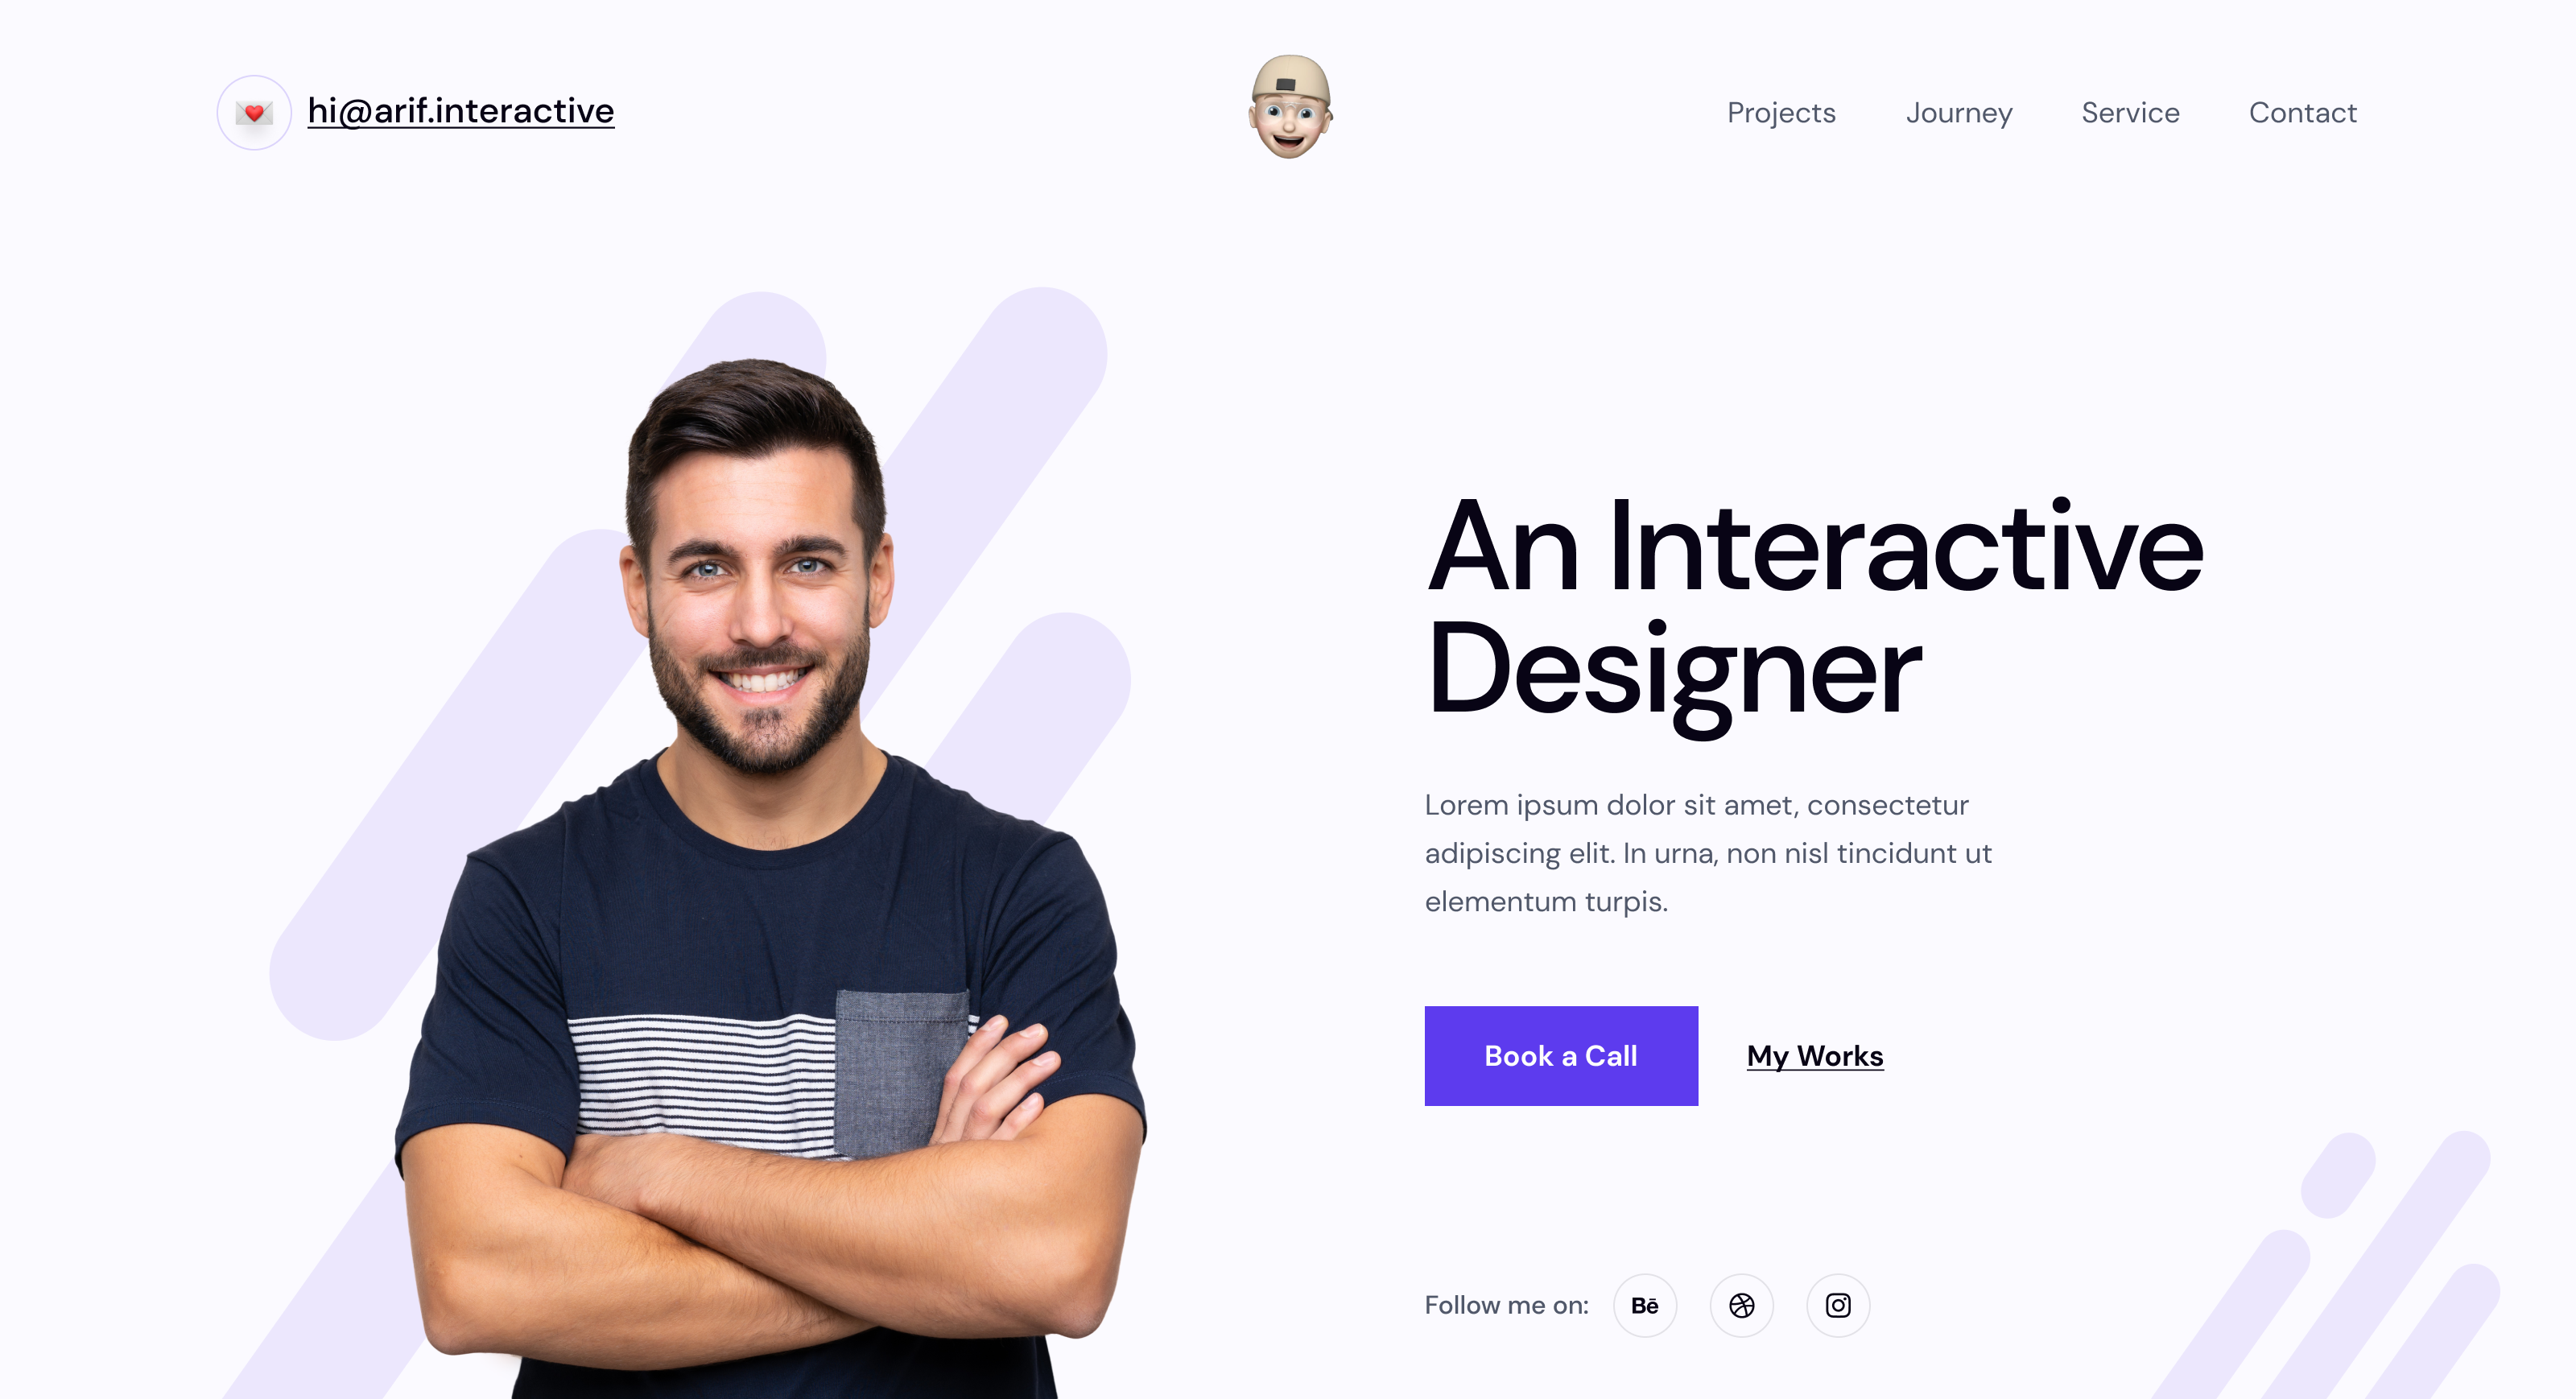 hi@arif.interactive
Projects Journey Service Contact
An Interactive
Designer
Lorem ipsum dolor sit amet, consectetur
adipiscing elit. In urna, non nisl tincidunt ut
elementum turpis.
Book a Call My Works
Follow me on: Bē